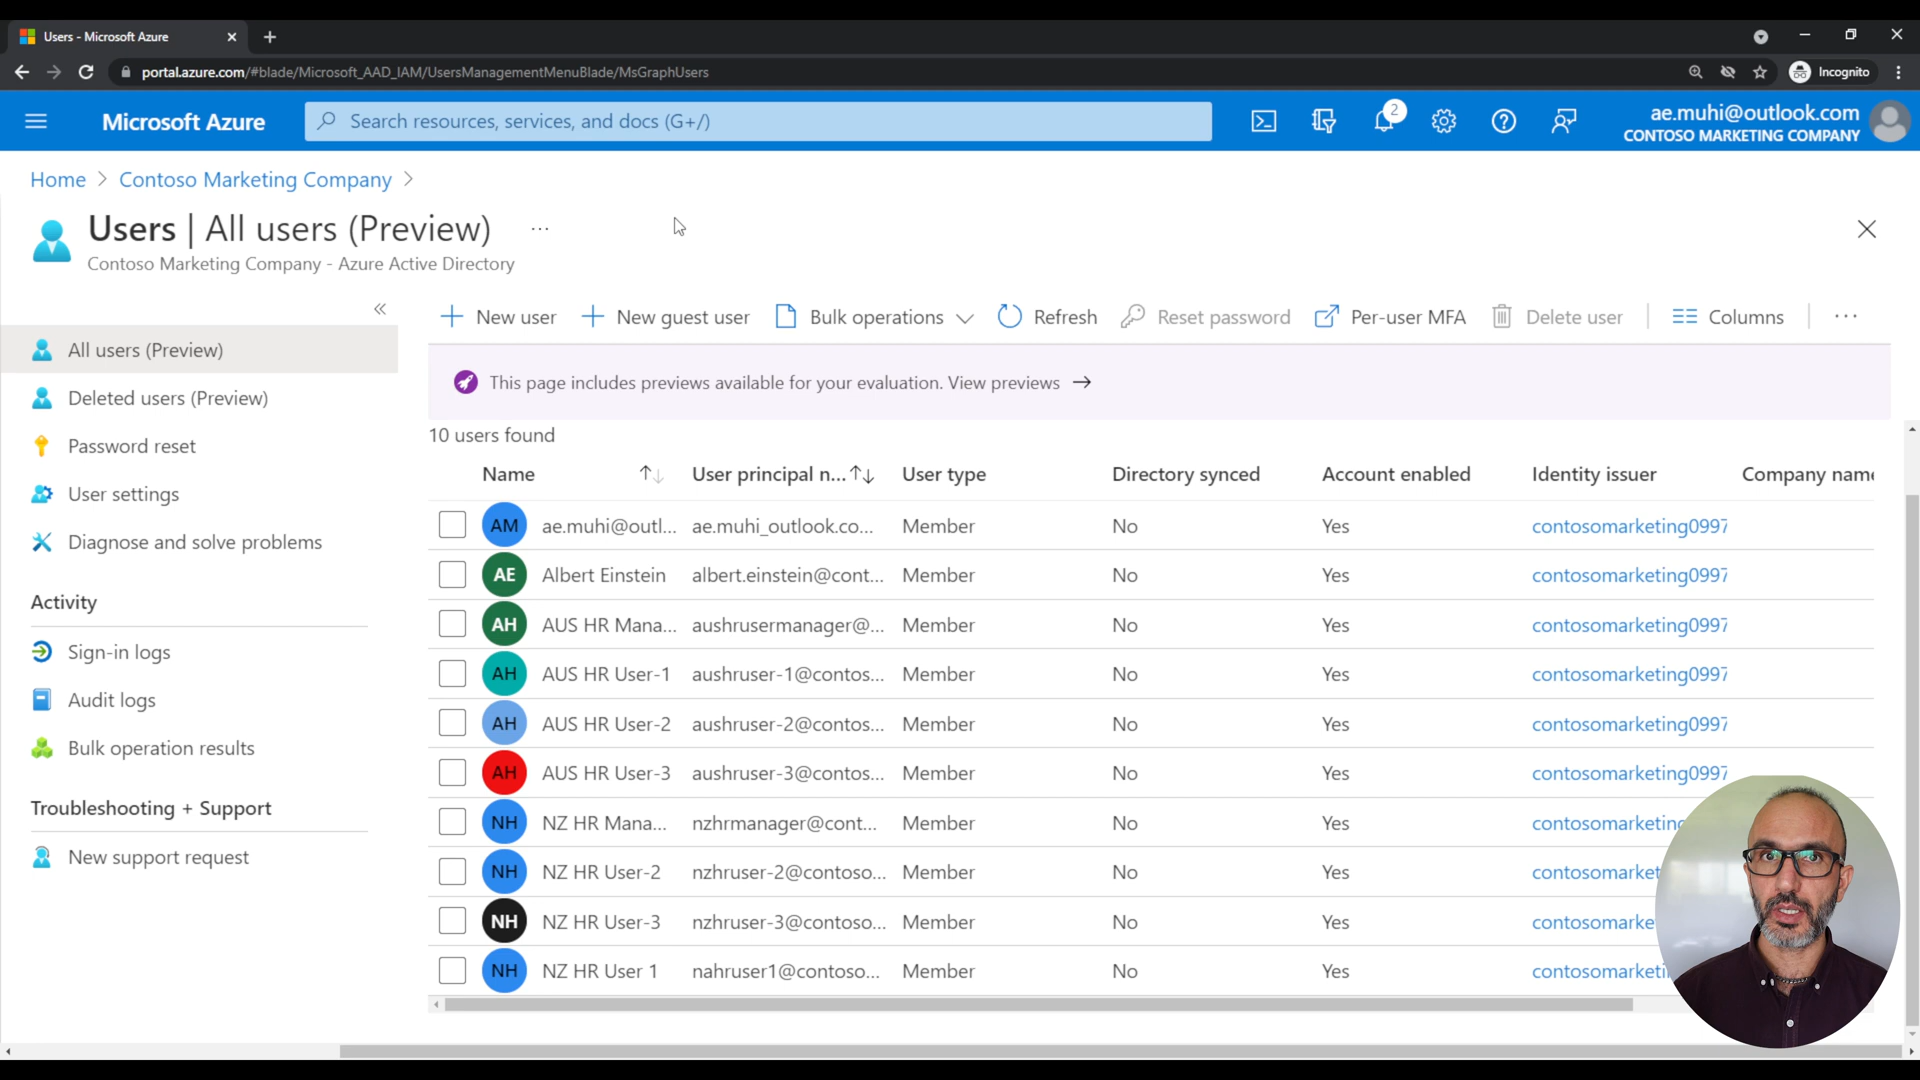 Users - Microsoft Azure
portal.azure.com/#blade/Microsoft_AAD_IAM/UsersManagementMenuBlade/MsGraphUsers
Incognito
Microsoft Azure
Search resources, services, and docs (G+/)
2
ae.muhi@outlook.com
CONTOSO MARKETING COMPANY
Home > Contoso Marketing Company >
Users | All users (Preview) ...
Contoso Marketing Company - Azure Active Directory
New user
New guest user
Bulk operations
Refresh
Reset password
Per-user MFA
Delete user
Columns
...
All users (Preview)
Deleted users (Preview)
Password reset
User settings
Diagnose and solve problems
Activity
Sign-in logs
Audit logs
Bulk operation results
Troubleshooting + Support
New support request
This page includes previews available for your evaluation. View previews →
10 users found
Name User principal n... User type Directory synced Account enabled Identity issuer Company name
AM ae.muhi@outl... ae.muhi_outlook.co... Member No Yes contosomarketing0997
AE Albert Einstein albert.einstein@cont... Member No Yes contosomarketing0997
AH AUS HR Mana... aushrusermanager@... Member No Yes contosomarketing0997
AH AUS HR User-1 aushruser-1@contos... Member No Yes contosomarketing0997
AH AUS HR User-2 aushruser-2@contos... Member No Yes contosomarketing0997
AH AUS HR User-3 aushruser-3@contos... Member No Yes contosomarketing0997
NH NZ HR Mana... nzhrmanager@cont... Member No Yes contosomarketing
NH NZ HR User-2 nzhruser-2@contoso... Member No Yes contosomarket
NH NZ HR User-3 nzhruser-3@contoso... Member No Yes contosomarke
NH NZ HR User 1 nahruser1@contoso... Member No Yes contosomarketi